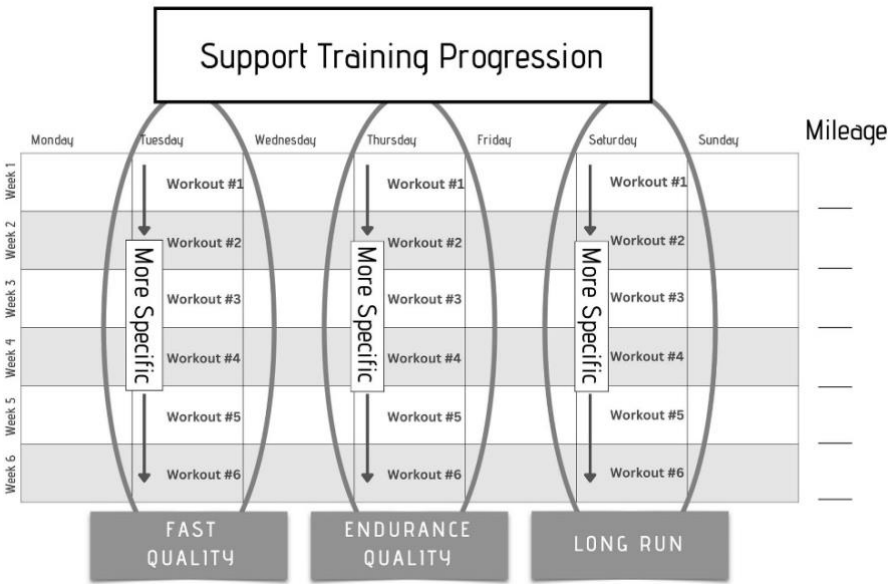 Support Training Progression
Mileage
Monday Tuesday Wednesday Thursday Friday Saturday Sunday
Week 1 Workout #1 Workout #1 Workout #1
Week 2 Workout #2 Workout #2 Workout #2
More Specific More Specific More Specific
Week 3 Workout #3 Workout #3 Workout #3
Week 4 Workout #4 Workout #4 Workout #4
Week 5 Workout #5 Workout #5 Workout #5
Week 6 Workout #6 Workout #6 Workout #6
FAST
QUALITY
ENDURANCE
QUALITY
LONG RUN